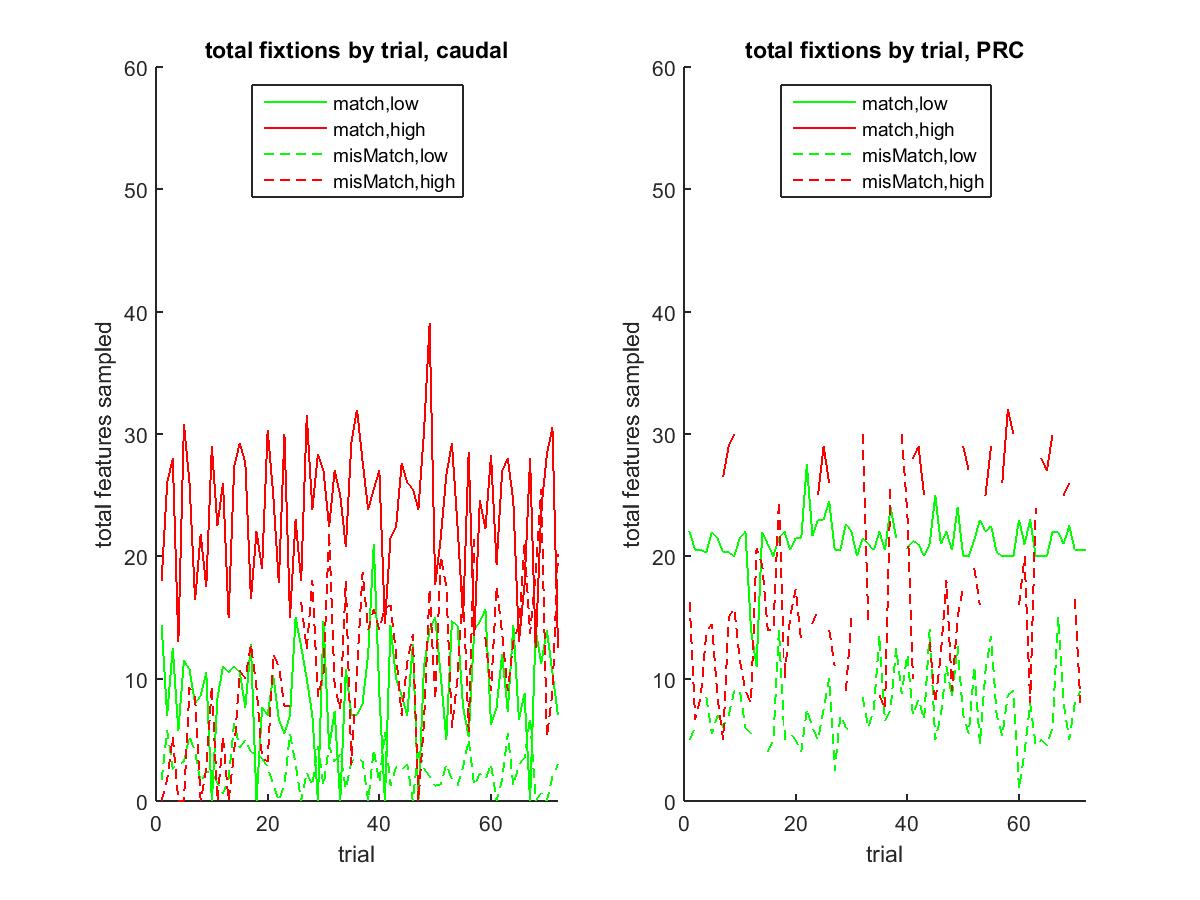 total fixtions by trial, caudal
60
50
40
30
20
10
0
total features sampled
match,low
match,high
misMatch,low
misMatch,high
0 20 40 60
trial
total fixtions by trial, PRC
60
50
40
30
20
10
0
total features sampled
match,low
match,high
misMatch,low
misMatch,high
0 20 40 60
trial